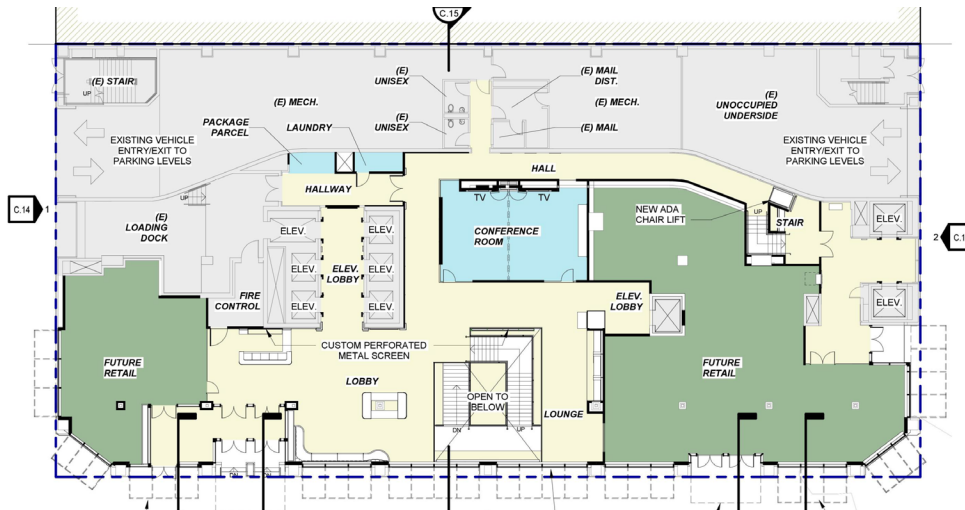 C.15
(E) STAIR
UP
(E)
UNISEX
(E) MAIL
DIST.
(E) MECH.
(E) MECH.
(E)
UNOCCUPIED
UNDERSIDE
PACKAGE
PARCEL
LAUNDRY
(E)
UNISEX
(E) MAIL
EXISTING VEHICLE
ENTRY/EXIT TO
PARKING LEVELS
EXISTING VEHICLE
ENTRY/EXIT TO
PARKING LEVELS
HALL
HALLWAY
UP
TV
TV
C.14
1
(E)
LOADING
DOCK
NEW ADA
CHAIR LIFT
UP
STAIR
ELEV.
2
C.1
ELEV.
ELEV.
CONFERENCE
ROOM
ELEV.
ELEV.
ELEV.
LOBBY
ELEV.
ELEV.
ELEV.
FIRE
CONTROL
ELEV.
LOBBY
ELEV.
CUSTOM PERFORATED
METAL SCREEN
FUTURE
RETAIL
LOBBY
OPEN TO
BELOW
LOUNGE
FUTURE
RETAIL
DN
UP
DN